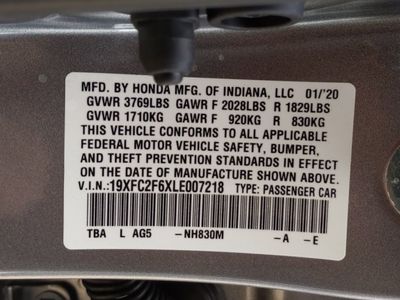 MFD. BY HONDA MFG. OF INDIANA, LLC 01/'20
GVWR 3769LBS GAWR F 2028LBS R 1829LBS
GVWR 1710KG GAWR F 920KG R 830KG
THIS VEHICLE CONFORMS TO ALL APPLICABLE
FEDERAL MOTOR VEHICLE SAFETY, BUMPER,
AND THEFT PREVENTION STANDARDS IN EFFECT
ON THE DATE OF MANUFACTURE SHOWN ABOVE.
V.I.N.:19XFC2F6XLE007218 TYPE: PASSENGER CAR
TBA L AG5 -NH830M -A -E